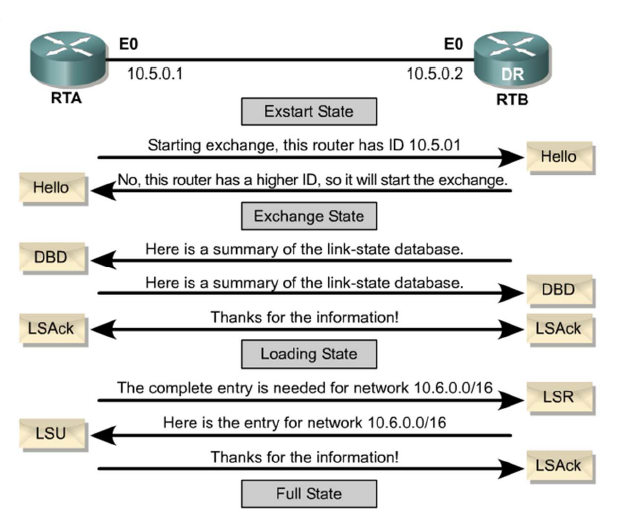 E0
E0
10.5.0.1
10.5.0.2
DR
RTA
RTB
Exstart State
Starting exchange, this router has ID 10.5.01
Hello
Hello
No, this router has a higher ID, so it will start the exchange.
Exchange State
DBD
Here is a summary of the link-state database.
Here is a summary of the link-state database.
DBD
LSAck
Thanks for the information!
LSAck
Loading State
The complete entry is needed for network 10.6.0.0/16
LSR
LSU
Here is the entry for network 10.6.0.0/16
Thanks for the information!
LSAck
Full State